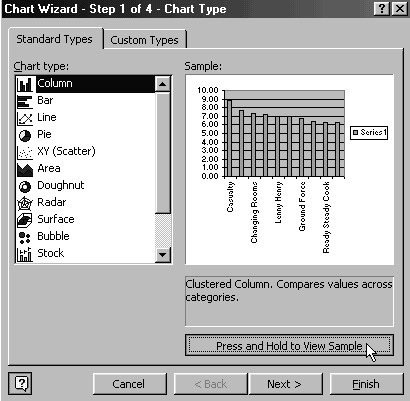 Chart Wizard - Step 1 of 4 - Chart Type
Standard Types
Custom Types
Chart type:
Column
Bar
Line
Pie
XY (Scatter)
Area
Doughnut
Radar
Surface
Bubble
Stock
Sample:
10.00
9.00
8.00
7.00
6.00
5.00
4.00
3.00
2.00
1.00
0.00
Casualty
Changing Rooms
Lenny Henry
Ground Force
Ready Steady Cook
Series1
Clustered Column. Compares values across
categories.
Press and Hold to View Sample
Cancel
< Back
Next >
Finish